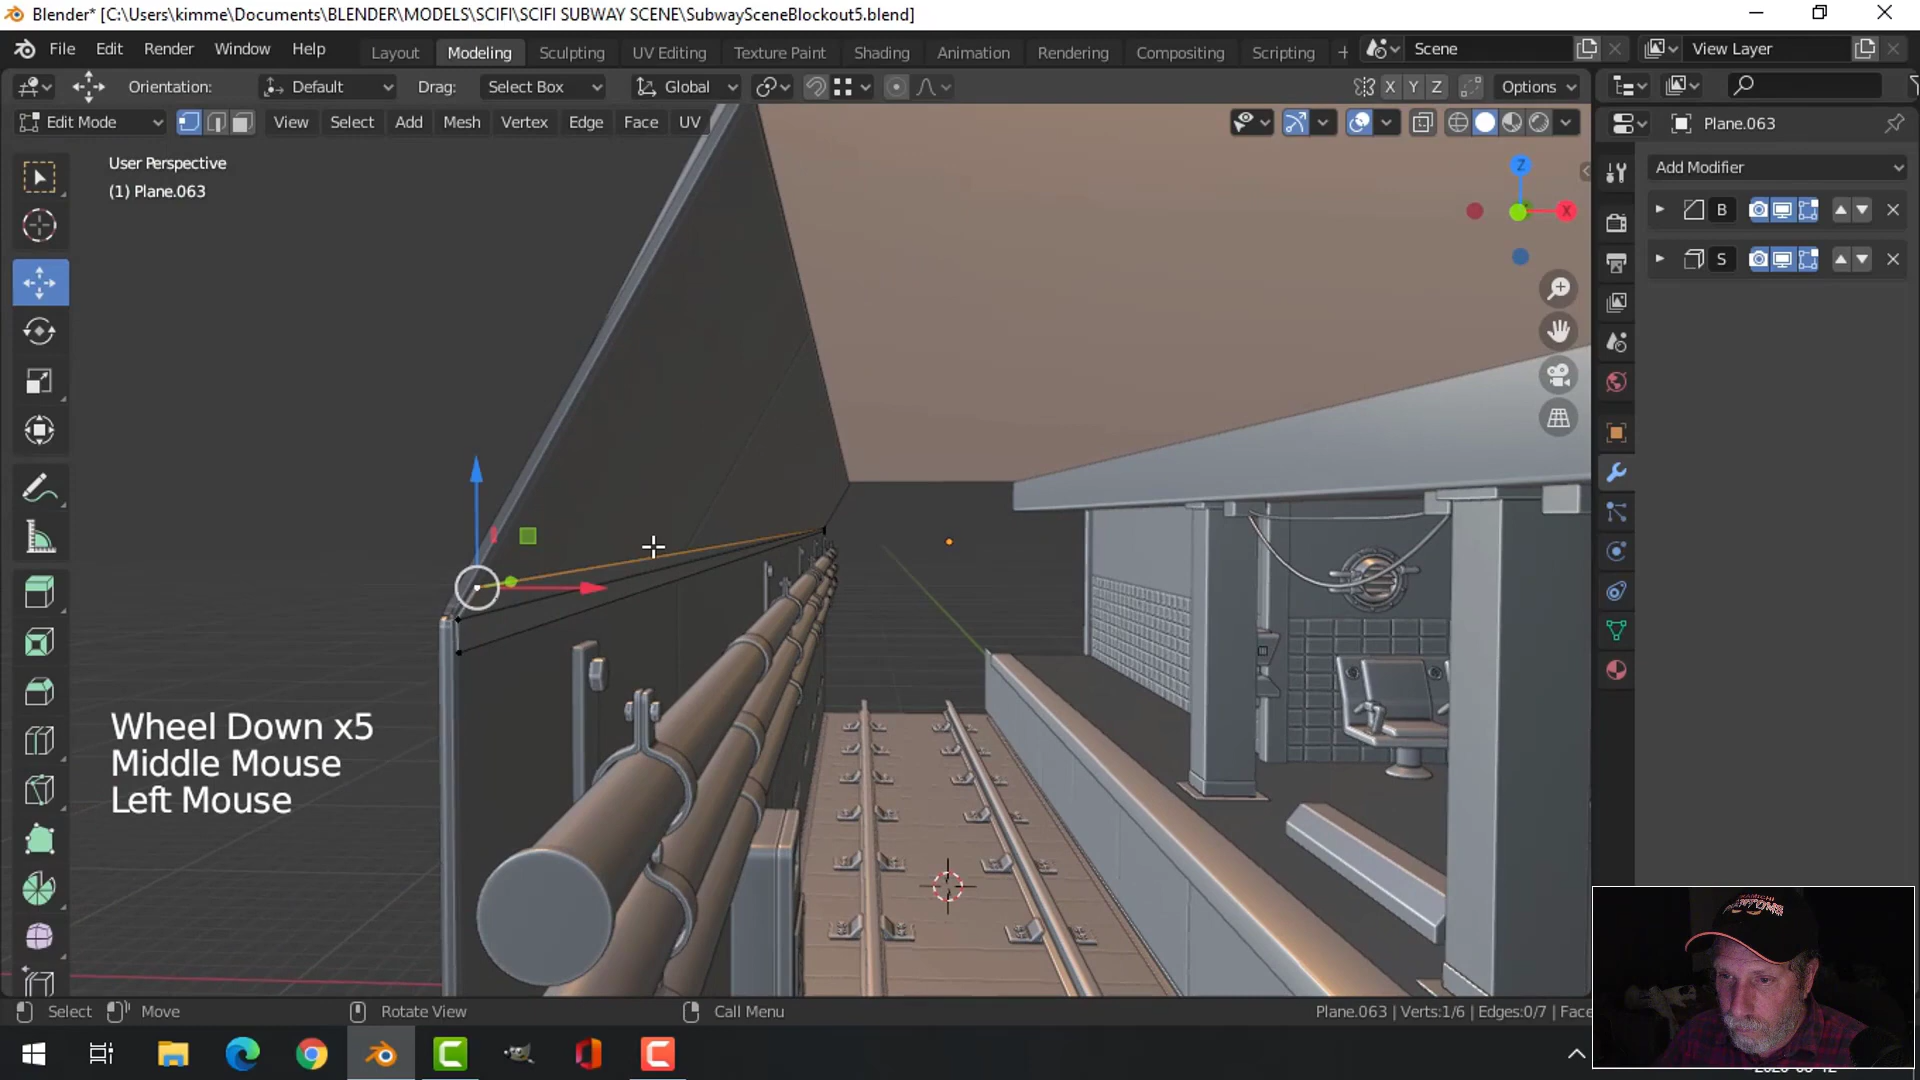 Blender* [C:\Users\kimme\Documents\BLENDER\MODELS\SCIFI\SCIFI SUBWAY SCENE\SubwaySceneBlockout5.blend]
File Edit Render Window Help Layout Modeling Sculpting UV Editing Texture Paint Shading Animation Rendering Compositing Scripting + Scene View Layer
Orientation: Default Drag: Select Box Global X Y Z Options
Edit Mode View Select Add Mesh Vertex Edge Face UV Plane.063
User Perspective
(1) Plane.063
Z
X
Add Modifier
B
S
Wheel Down x5
Middle Mouse
Left Mouse
Select Move Rotate View Call Menu Plane.063 | Verts:1/6 | Edges:0/7 | Face